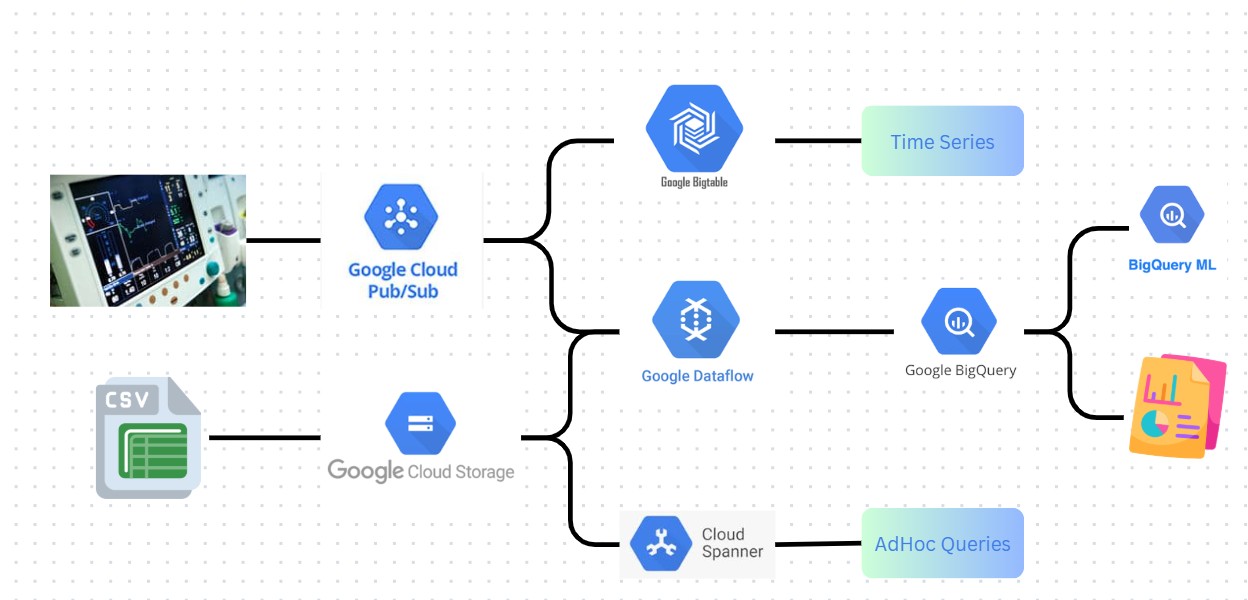 Google Bigtable
Time Series
Google Cloud
Pub/Sub
BigQuery ML
Google Dataflow
Google BigQuery
CSV
Google Cloud Storage
Cloud
Spanner
AdHoc Queries